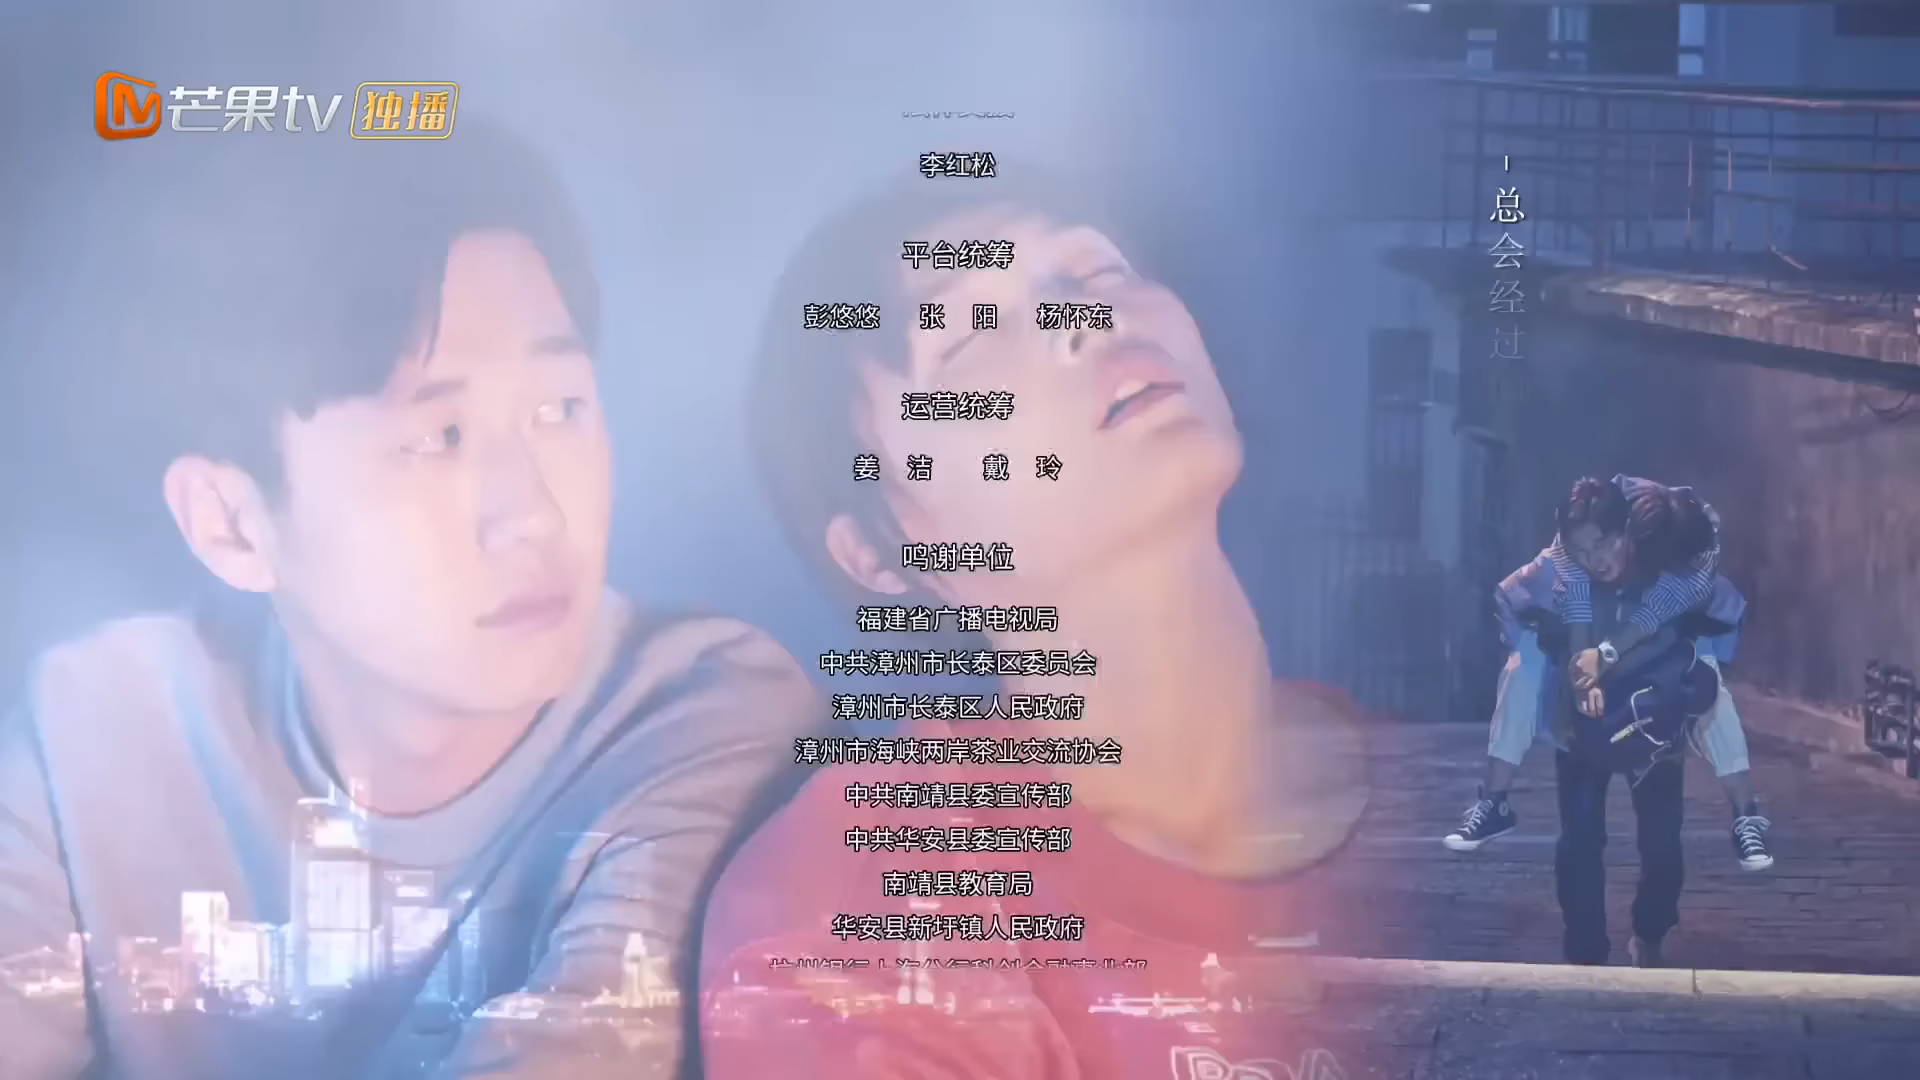 芒果tv 独播
李红松
平台统筹
彭悠悠 张 阳 杨怀东
运营统筹
姜 洁 戴 玲
鸣谢单位
福建省广播电视局
中共漳州市长泰区委员会
漳州市长泰区人民政府
漳州市海峡两岸茶业交流协会
中共南靖县委宣传部
中共华安县委宣传部
南靖县教育局
华安县新圩镇人民政府
总会经过